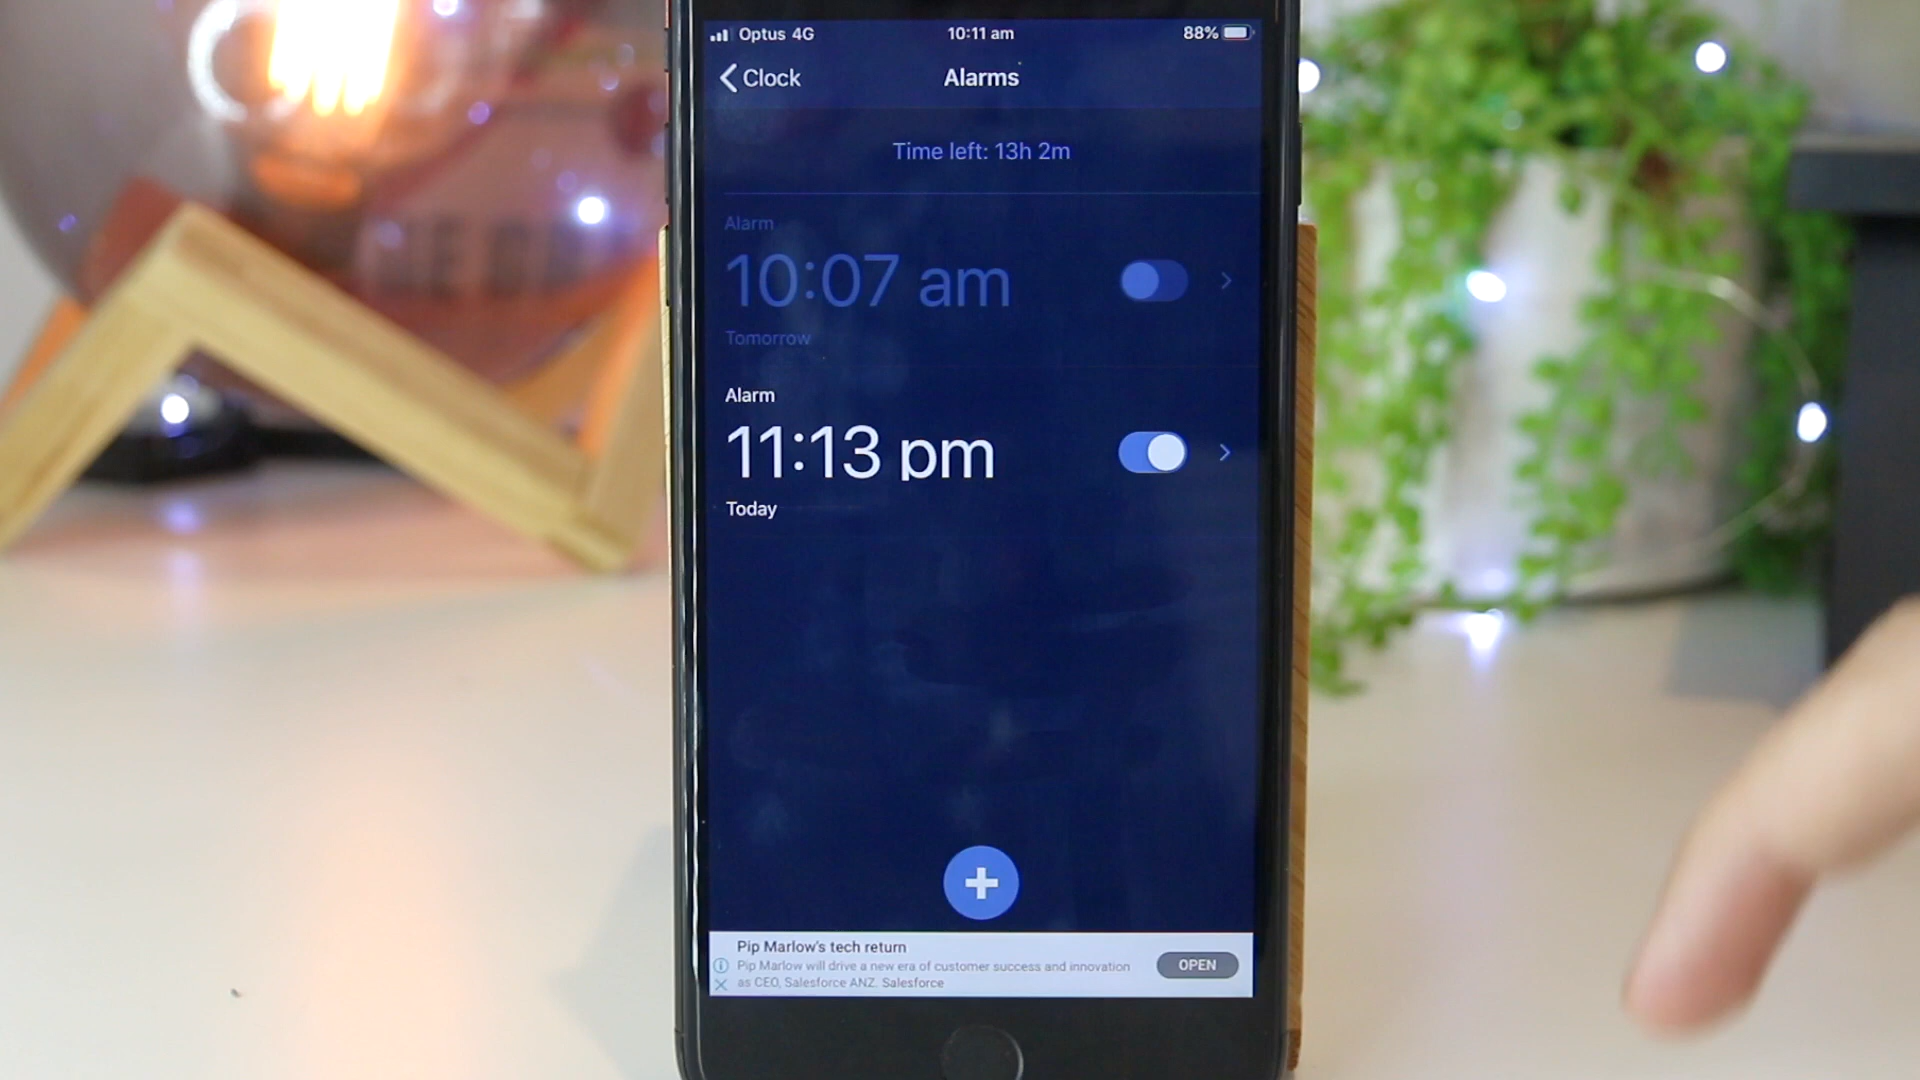 Optus 4G 10:11 am 88%
Clock Alarms
Time left: 13h 2m
Alarm
10:07 am
Tomorrow
Alarm
11:13 pm
Today
Pip Marlow's tech return
Pip Marlow will drive a new era of customer success and innovation
as CEO, Salesforce ANZ. Salesforce
OPEN